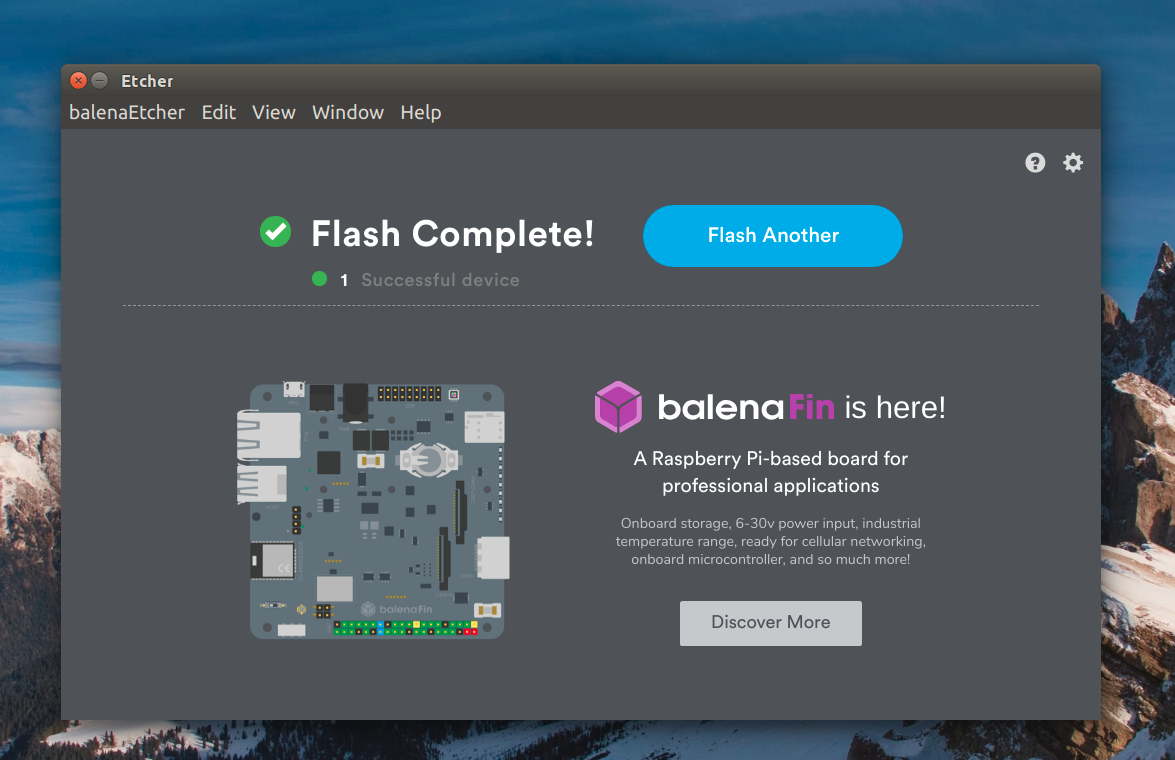 Etcher
balenaEtcher Edit View Window Help
Flash Complete!
Flash Another
1 Successful device
balenaFin is here!
A Raspberry Pi-based board for
professional applications
Onboard storage, 6-30v power input, industrial
temperature range, ready for cellular networking,
onboard microcontroller, and so much more!
balenaFin
Discover More